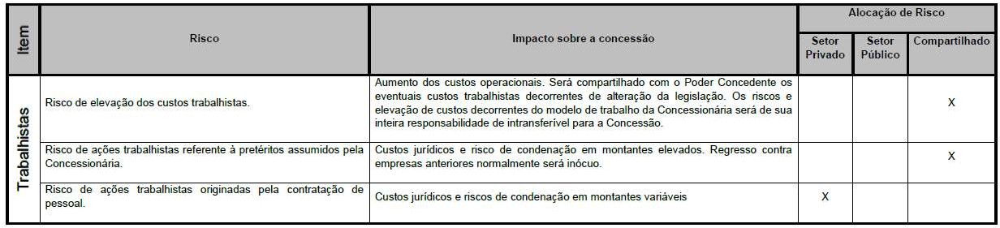 Item
Risco
Impacto sobre a concessão
Alocação de Risco
Setor
Privado
Setor
Público
Compartilhado
Trabalhistas
Risco de elevação dos custos trabalhistas.
Aumento dos custos operacionais. Será compartilhado com o Poder Concedente os
eventuais custos trabalhistas decorrentes de alteração da legislação. Os riscos e
elevação de custos decorrentes do modelo de trabalho da Concessionária será de sua
inteira responsabilidade de intransferível para a Concessão.
X
Risco de ações trabalhistas referente à pretéritos assumidos pela
Concessionária.
Custos jurídicos e risco de condenação em montantes elevados. Regresso contra
empresas anteriores normalmente será inócuo.
X
Risco de ações trabalhistas originadas pela contratação de
pessoal.
Custos jurídicos e riscos de condenação em montantes variáveis
X